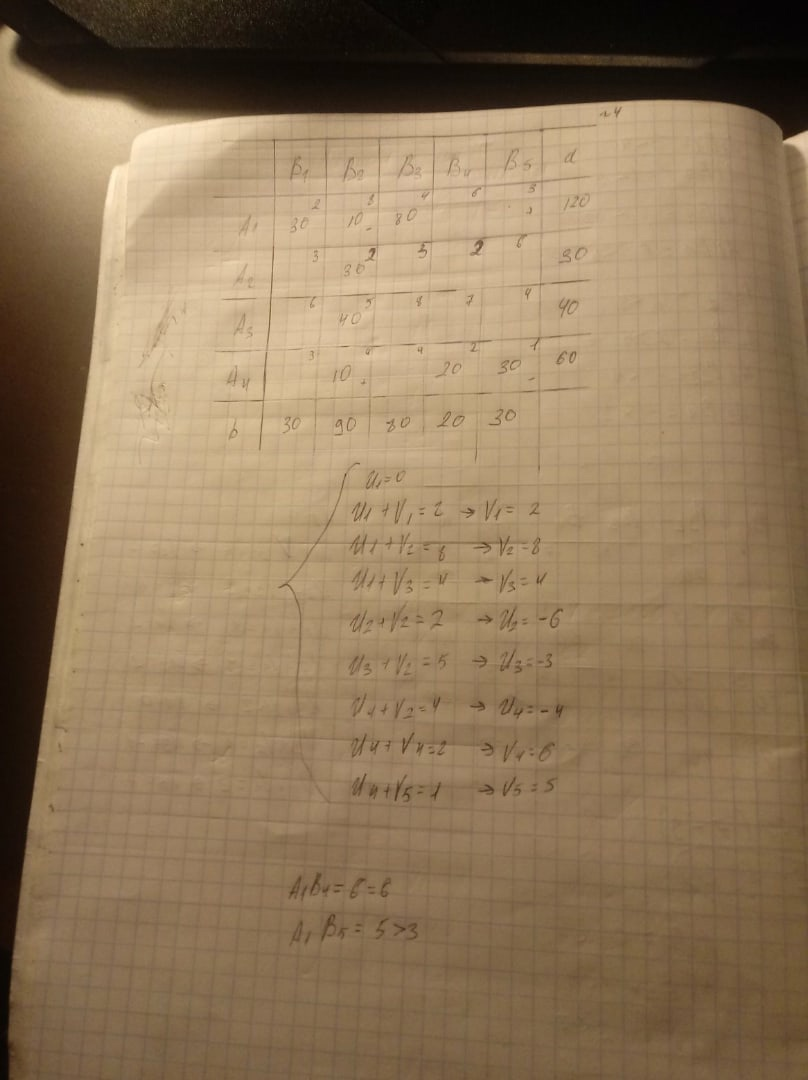 №4
B₁ B₂ B₃ B₄ B₅ d
A₁ 30 2 10 8 - 80 4 6 3 + 120
A₂ 3 30 2 3 2 6 30
A₃ 6 40 5 8 7 4 40
A₄ 3 10 4 + 4 20 2 30 1 - 60
b 30 90 80 20 30
U₁=0
U₁+V₁=2 → V₁=2
U₁+V₂=8 → V₂=8
U₁+V₃=4 → V₃=4
U₂+V₂=2 → U₂=-6
U₃+V₂=5 → U₃=-3
U₄+V₂=4 → U₄=-4
U₄+V₄=2 → V₄=6
U₄+V₅=1 → V₅=5
A₁B₄=6=6
A₁B₅=5>3